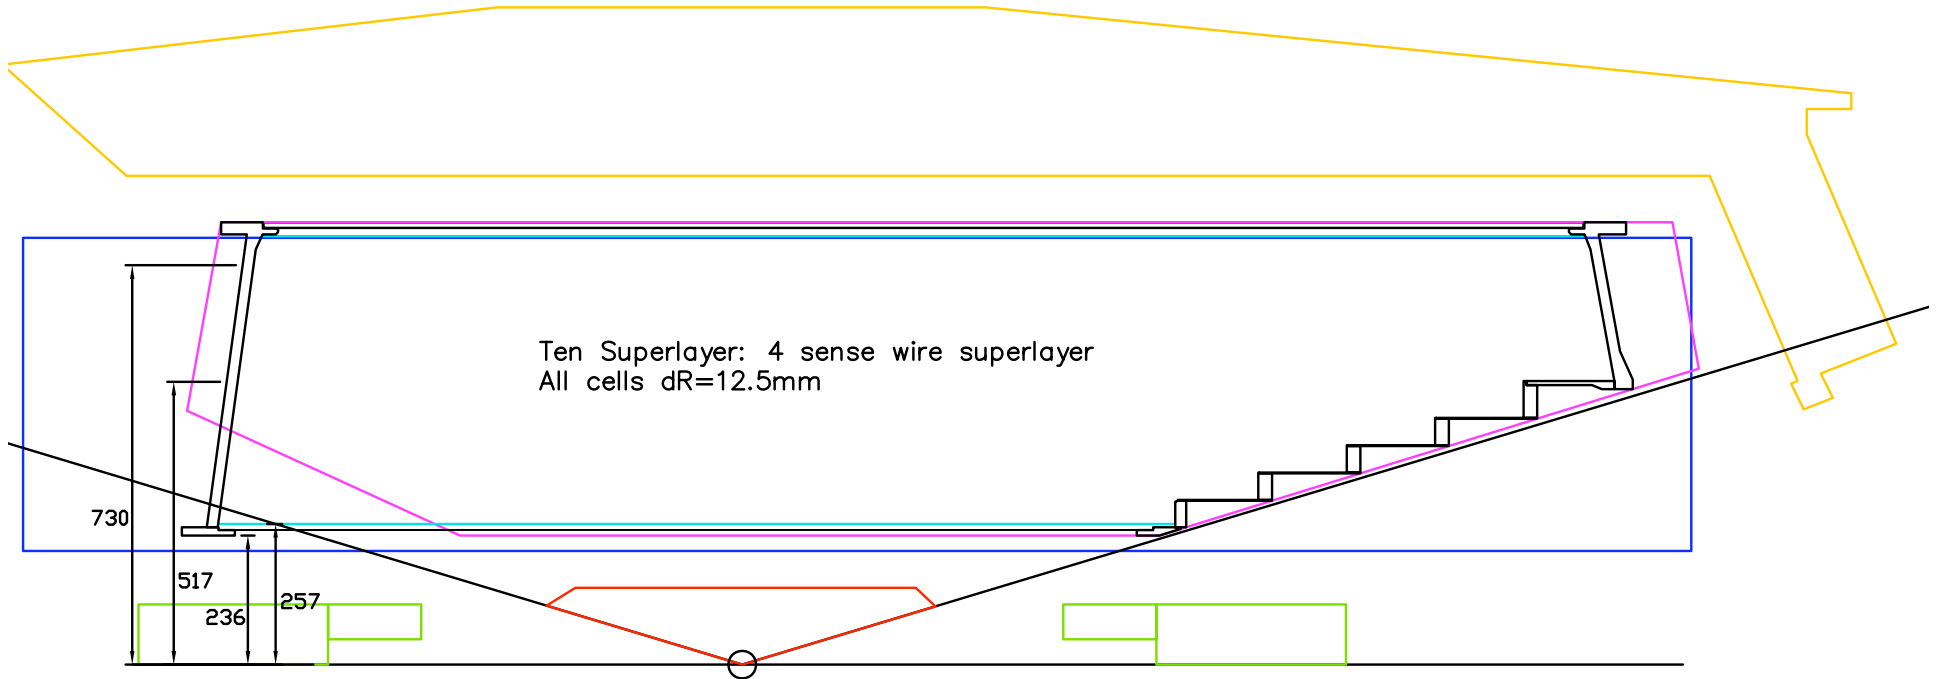 Ten Superlayer: 4 sense wire superlayer
All cells dR=12.5mm
730
517
257
236